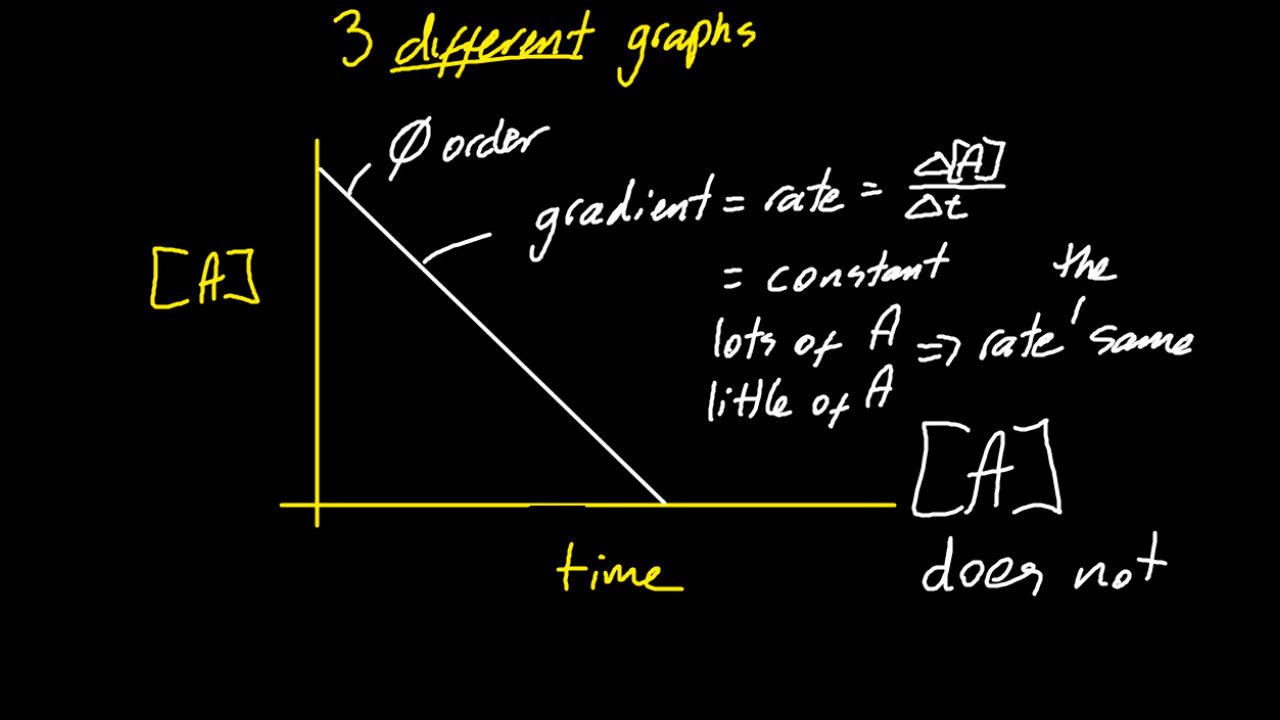 3 different graphs
Ø order
gradient = rate = Δ[A]
Δt
= constant
the
lots of A => rate ' same
little of A
[A]
[A]
does not
time